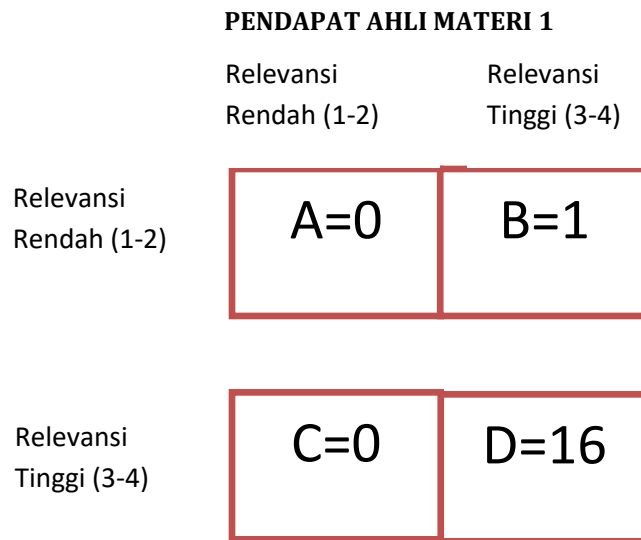 PENDAPAT AHLI MATERI 1
Relevansi Relevansi
Rendah (1-2) Tinggi (3-4)
Relevansi
Rendah (1-2)
A=0 B=1
Relevansi
Tinggi (3-4)
C=0 D=16